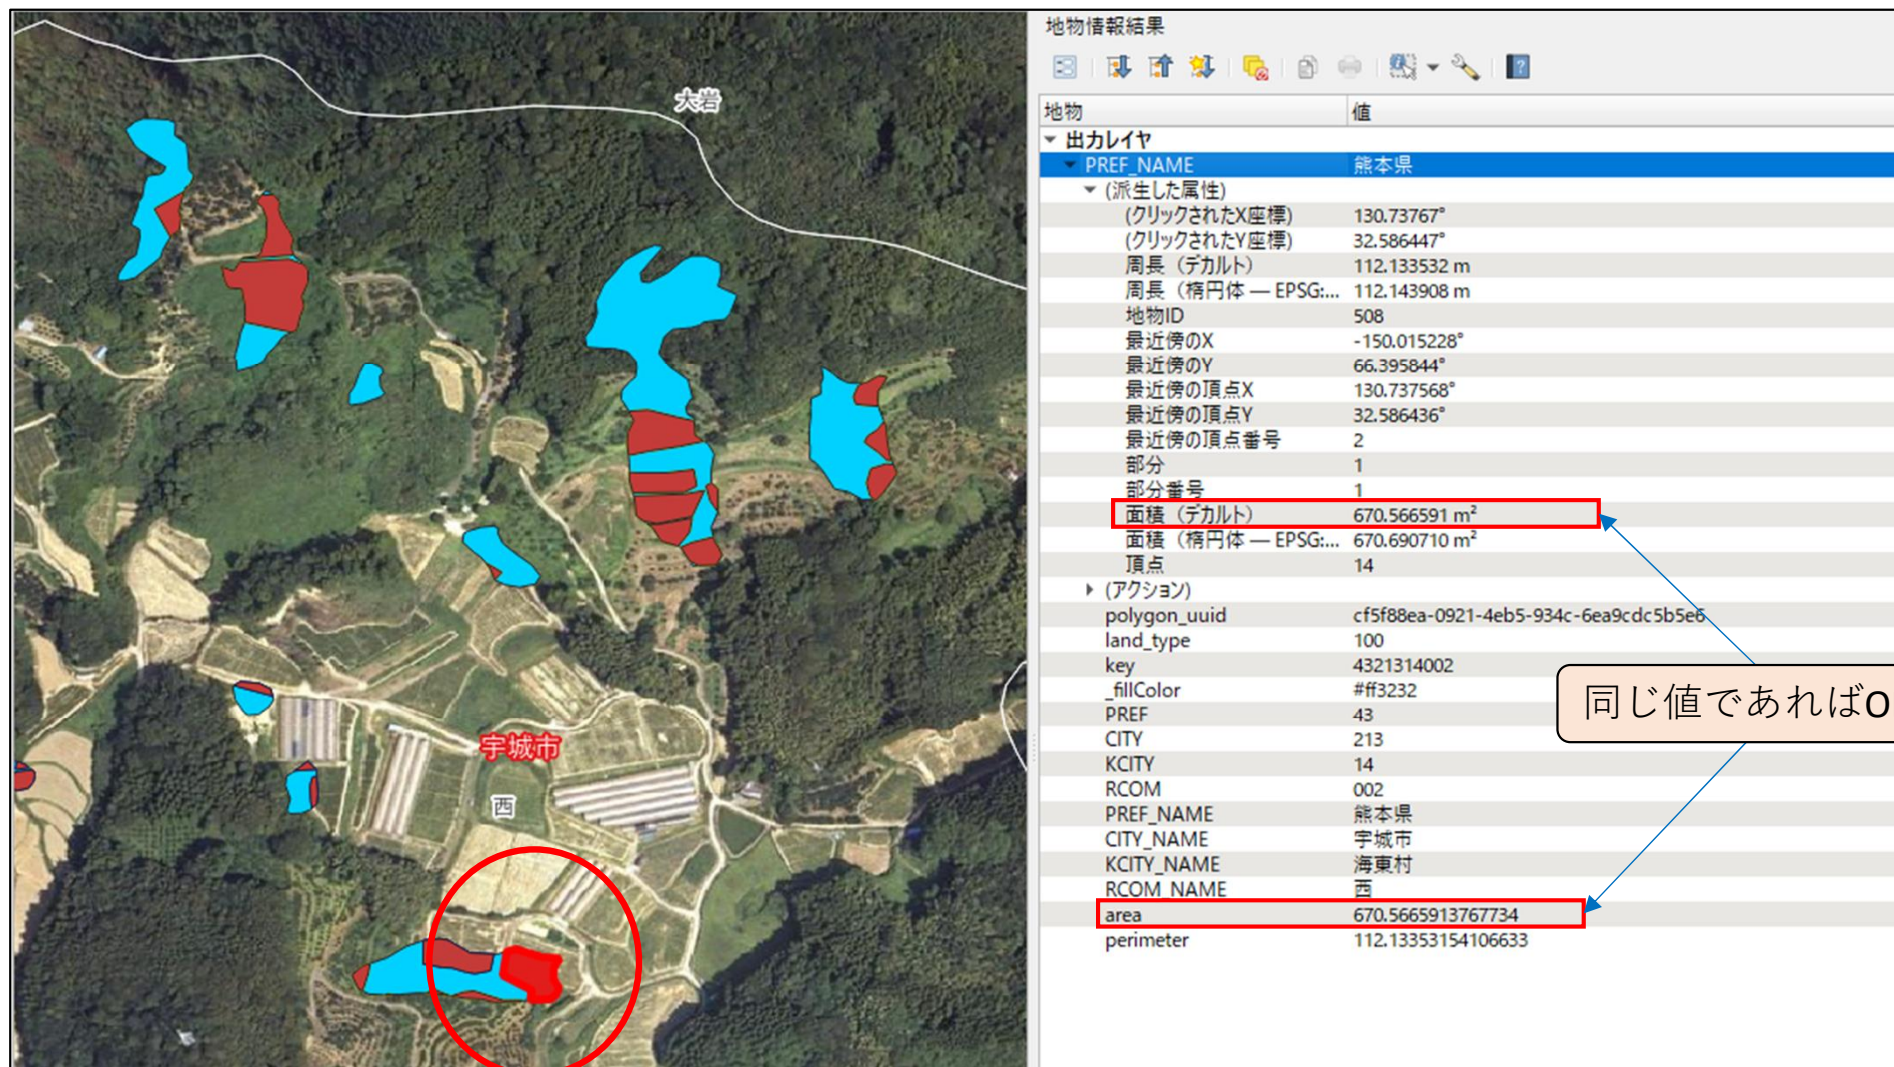 大岩
宇城市
西
地物情報結果
地物 値
出力レイヤ
PREF_NAME 熊本県
(派生した属性)
(クリックされたX座標) 130.73767°
(クリックされたY座標) 32.586447°
周長（デカルト） 112.133532 m
周長（楕円体 — EPSG:... 112.143908 m
地物ID 508
最近傍のX -150.015228°
最近傍のY 66.395844°
最近傍の頂点X 130.737568°
最近傍の頂点Y 32.586436°
最近傍の頂点番号 2
部分 1
部分番号 1
面積（デカルト） 670.566591 m²
面積（楕円体 — EPSG:... 670.690710 m²
頂点 14
(アクション)
polygon_uuid cf5f88ea-0921-4eb5-934c-6ea9cdc5b5e6
land_type 100
key 4321314002
_fillColor #ff3232
PREF 43
CITY 213
KCITY 14
RCOM 002
PREF_NAME 熊本県
CITY_NAME 宇城市
KCITY_NAME 海東村
RCOM_NAME 西
area 670.5665913767734
perimeter 112.13353154106633
同じ値であればO